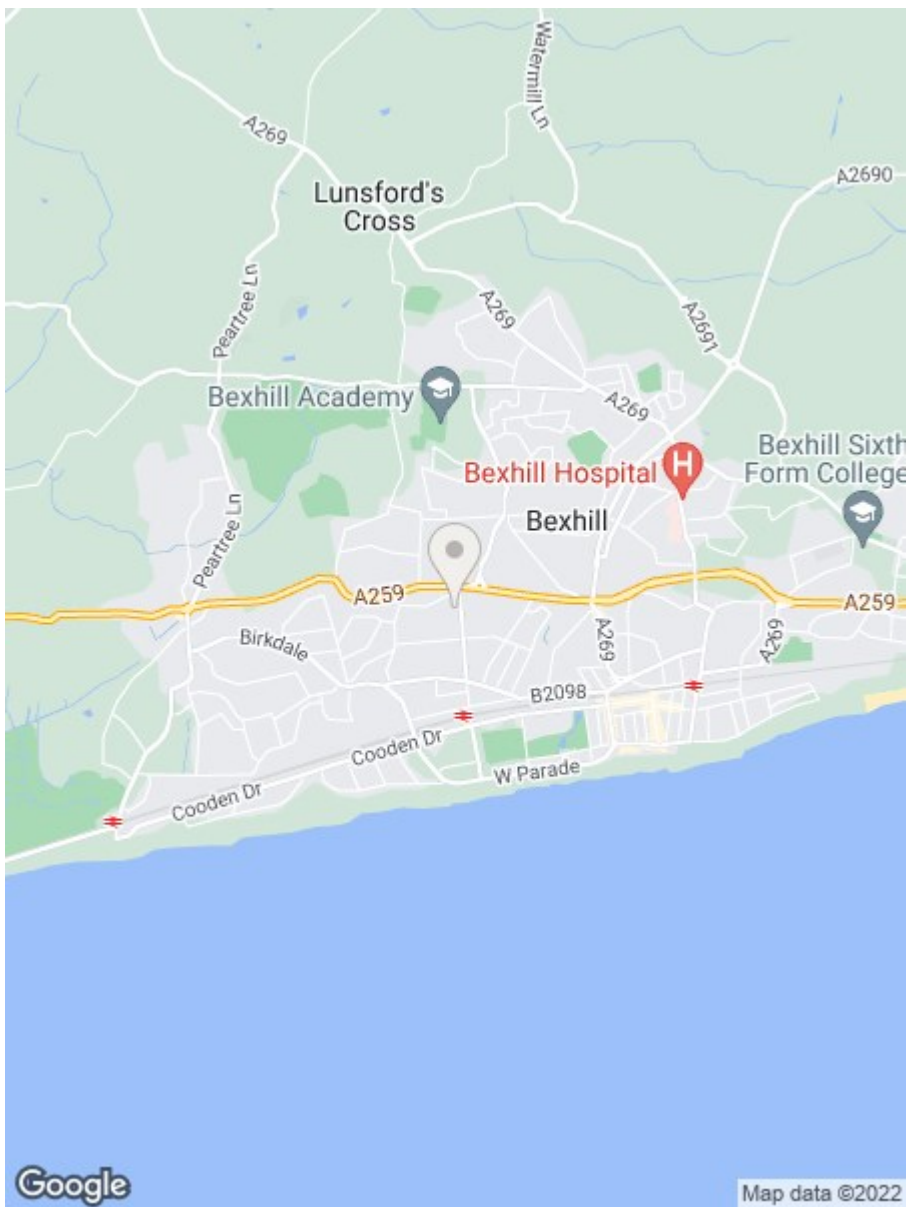 Watermill Ln
A269
A2690
Lunsford's
Cross
Peartree Ln
A269
A2691
Bexhill Academy
A269
Bexhill Sixth
Form College
Bexhill Hospital
H
Bexhill
Peartree Ln
A259
A259
Birkdale
A269
A269
B2098
Cooden Dr
W Parade
Cooden Dr
Google
Map data ©2022